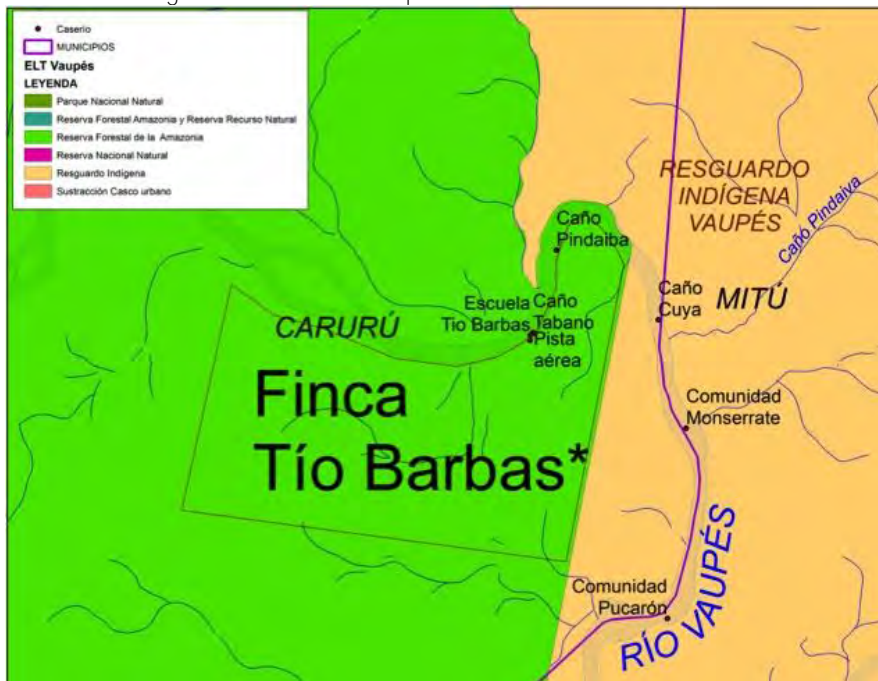 Caserío
MUNICIPIOS
ELT Vaupés
LEYENDA
Parque Nacional Natural
Reserva Forestal Amazonia y Reserva Recurso Natural
Reserva Forestal de la Amazonia
Reserva Nacional Natural
Resguardo Indígena
Sustracción Casco urbano
RESGUARDO
INDÍGENA
VAUPÉS
Caño Pindaiva
Caño
Pindaiba
Escuela
Tio Barbas
Caño
Tabano
Pista
aérea
Caño
Cuya
MITÚ
CARURÚ
Finca
Tío Barbas*
Comunidad
Monserrate
Comunidad
Pucarón
RÍO VAUPÉS